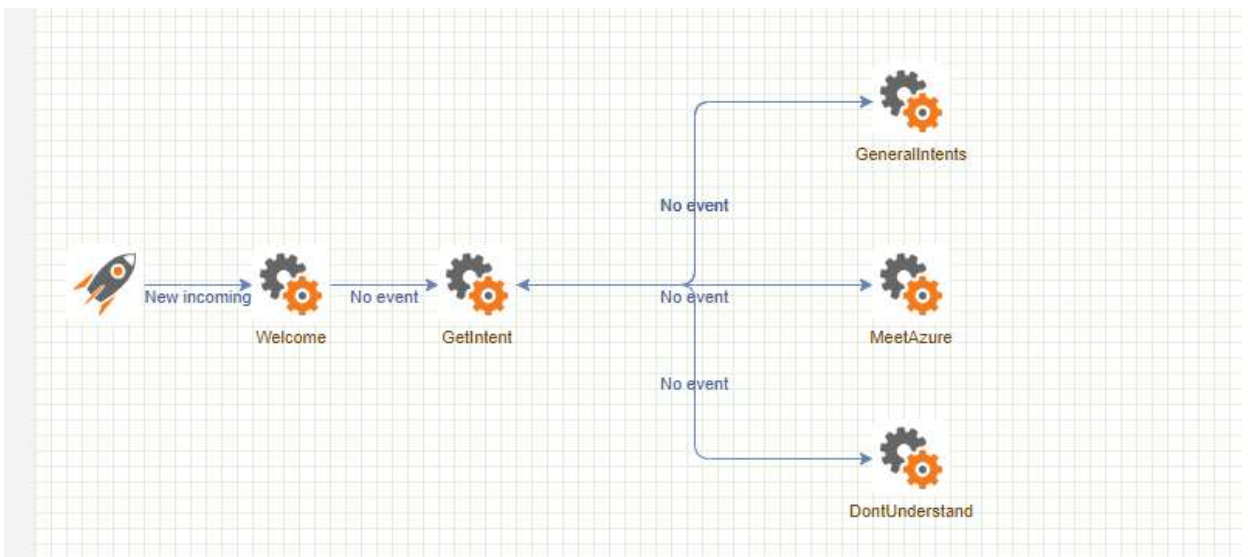 GeneralIntents
No event
New incoming
No event
No event
Welcome
GetIntent
MeetAzure
No event
DontUnderstand